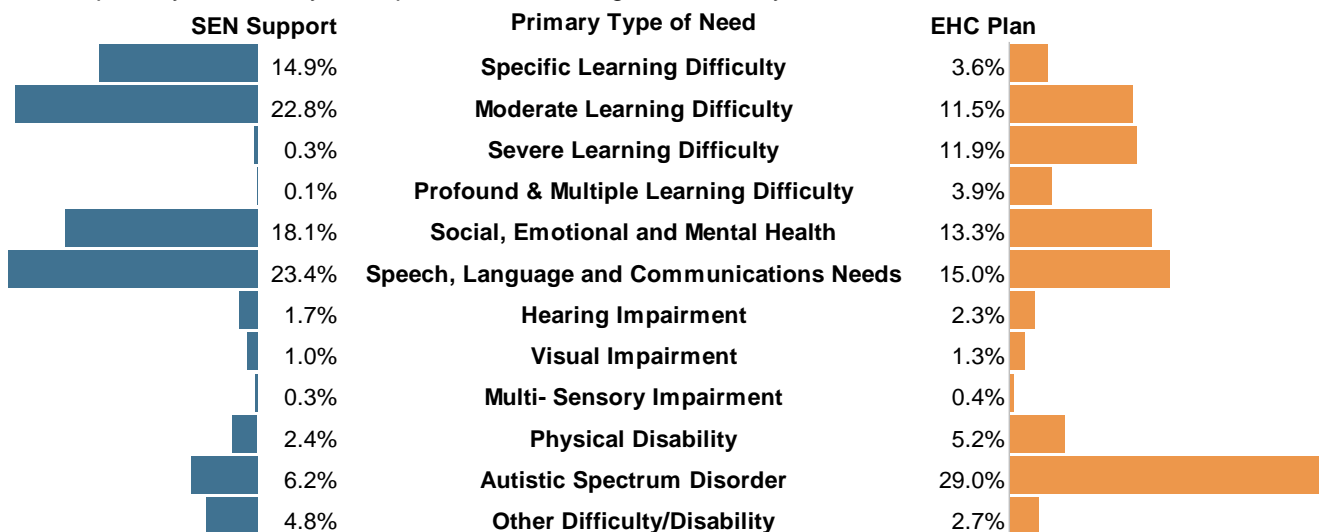 SEN Support Primary Type of Need EHC Plan
14.9% Specific Learning Difficulty 3.6%
22.8% Moderate Learning Difficulty 11.5%
0.3% Severe Learning Difficulty 11.9%
0.1% Profound & Multiple Learning Difficulty 3.9%
18.1% Social, Emotional and Mental Health 13.3%
23.4% Speech, Language and Communications Needs 15.0%
1.7% Hearing Impairment 2.3%
1.0% Visual Impairment 1.3%
0.3% Multi- Sensory Impairment 0.4%
2.4% Physical Disability 5.2%
6.2% Autistic Spectrum Disorder 29.0%
4.8% Other Difficulty/Disability 2.7%